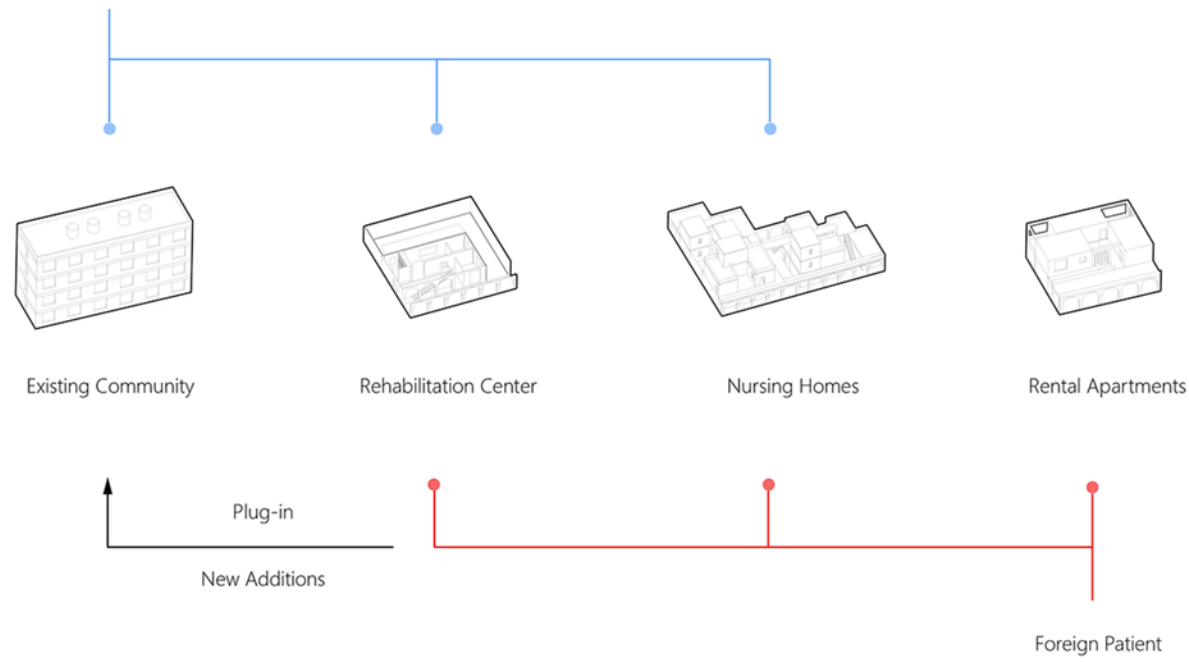 Existing Community
Rehabilitation Center
Nursing Homes
Rental Apartments
Plug-in
New Additions
Foreign Patient